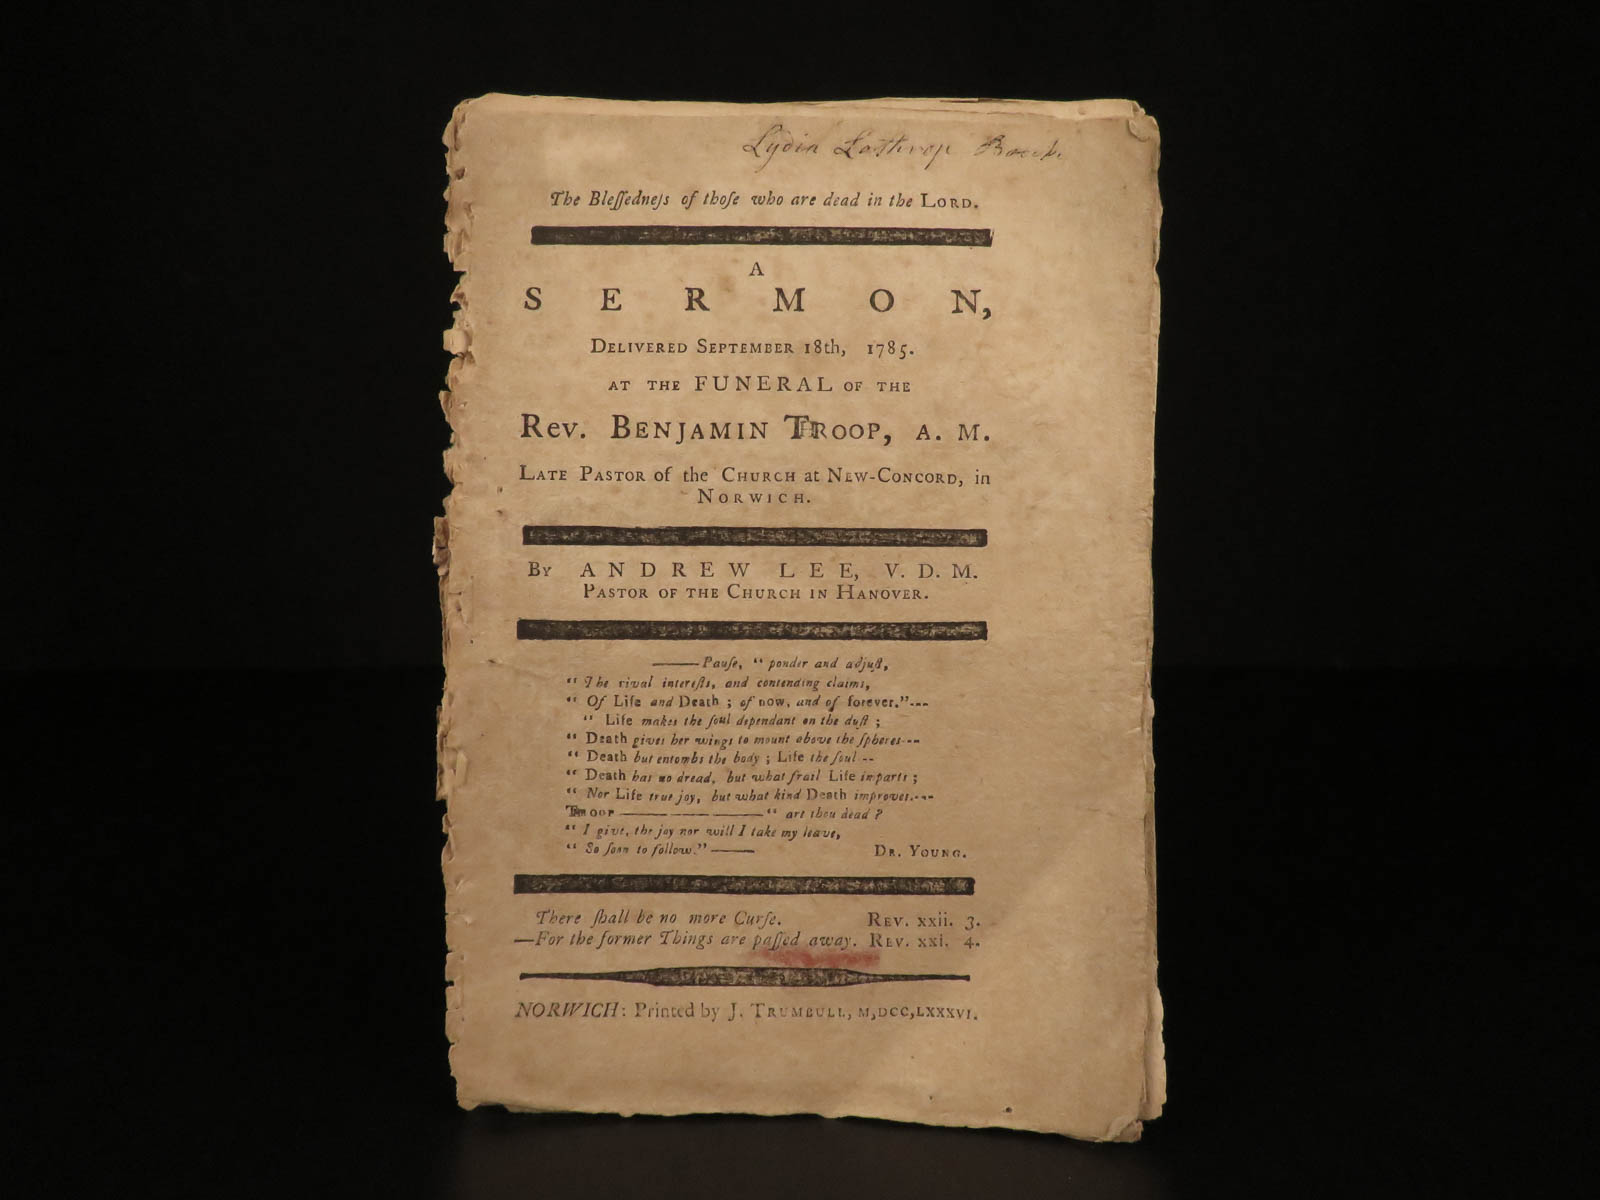 Lydia Lathrop Book
The Bleſſedneſs of thoſe who are dead in the LORD.
A
SERMON,
DELIVERED SEPTEMBER 18th, 1785.
AT THE FUNERAL OF THE
Rev. BENJAMIN TROOP, A. M.
LATE PASTOR of the CHURCH at NEW-CONCORD, in
NORWICH.
BY ANDREW LEE, V. D. M.
PASTOR OF THE CHURCH IN HANOVER.
———Pauſe, “ ponder and adjuſt,
“ The rival intereſts, and contending claims,
“ Of Life and Death ; of now, and of forever.”---
“ Life makes the ſoul dependant on the duſt ;
“ Death gives her wings to mount above the ſpheres---
“ Death but entombs the body ; Life the ſoul --
“ Death has no dread, but what frail Life imparts ;
“ Nor Life true joy, but what kind Death improves.---
TROOP ———————— “ art thou dead ?
“ I give, the joy nor will I take my leave,
“ So ſoon to follow.” ——— DR. YOUNG.
There ſhall be no more Curſe. REV. xxii. 3.
—For the former Things are paſſed away. REV. xxi. 4.
NORWICH: Printed by J. TRUMBULL, M,DCC,LXXXVI.